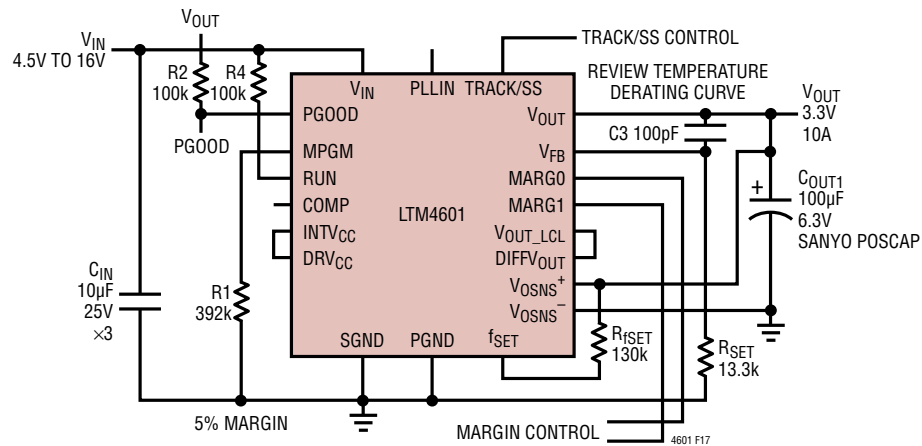 VOUT
VIN
4.5V TO 16V
R2
100k
R4
100k
PGOOD
TRACK/SS CONTROL
REVIEW TEMPERATURE
DERATING CURVE
VIN
PLLIN
TRACK/SS
PGOOD
MPGM
RUN
COMP
INTVCC
DRVCC
LTM4601
VOUT
VFB
MARG0
MARG1
VOUT_LCL
DIFFVOUT
VOSNS+
VOSNS–
SGND
PGND
fSET
C3 100pF
VOUT
3.3V
10A
+
COUT1
100µF
6.3V
SANYO POSCAP
CIN
10µF
25V
×3
R1
392k
RfSET
130k
RSET
13.3k
5% MARGIN
MARGIN CONTROL
4601 F17